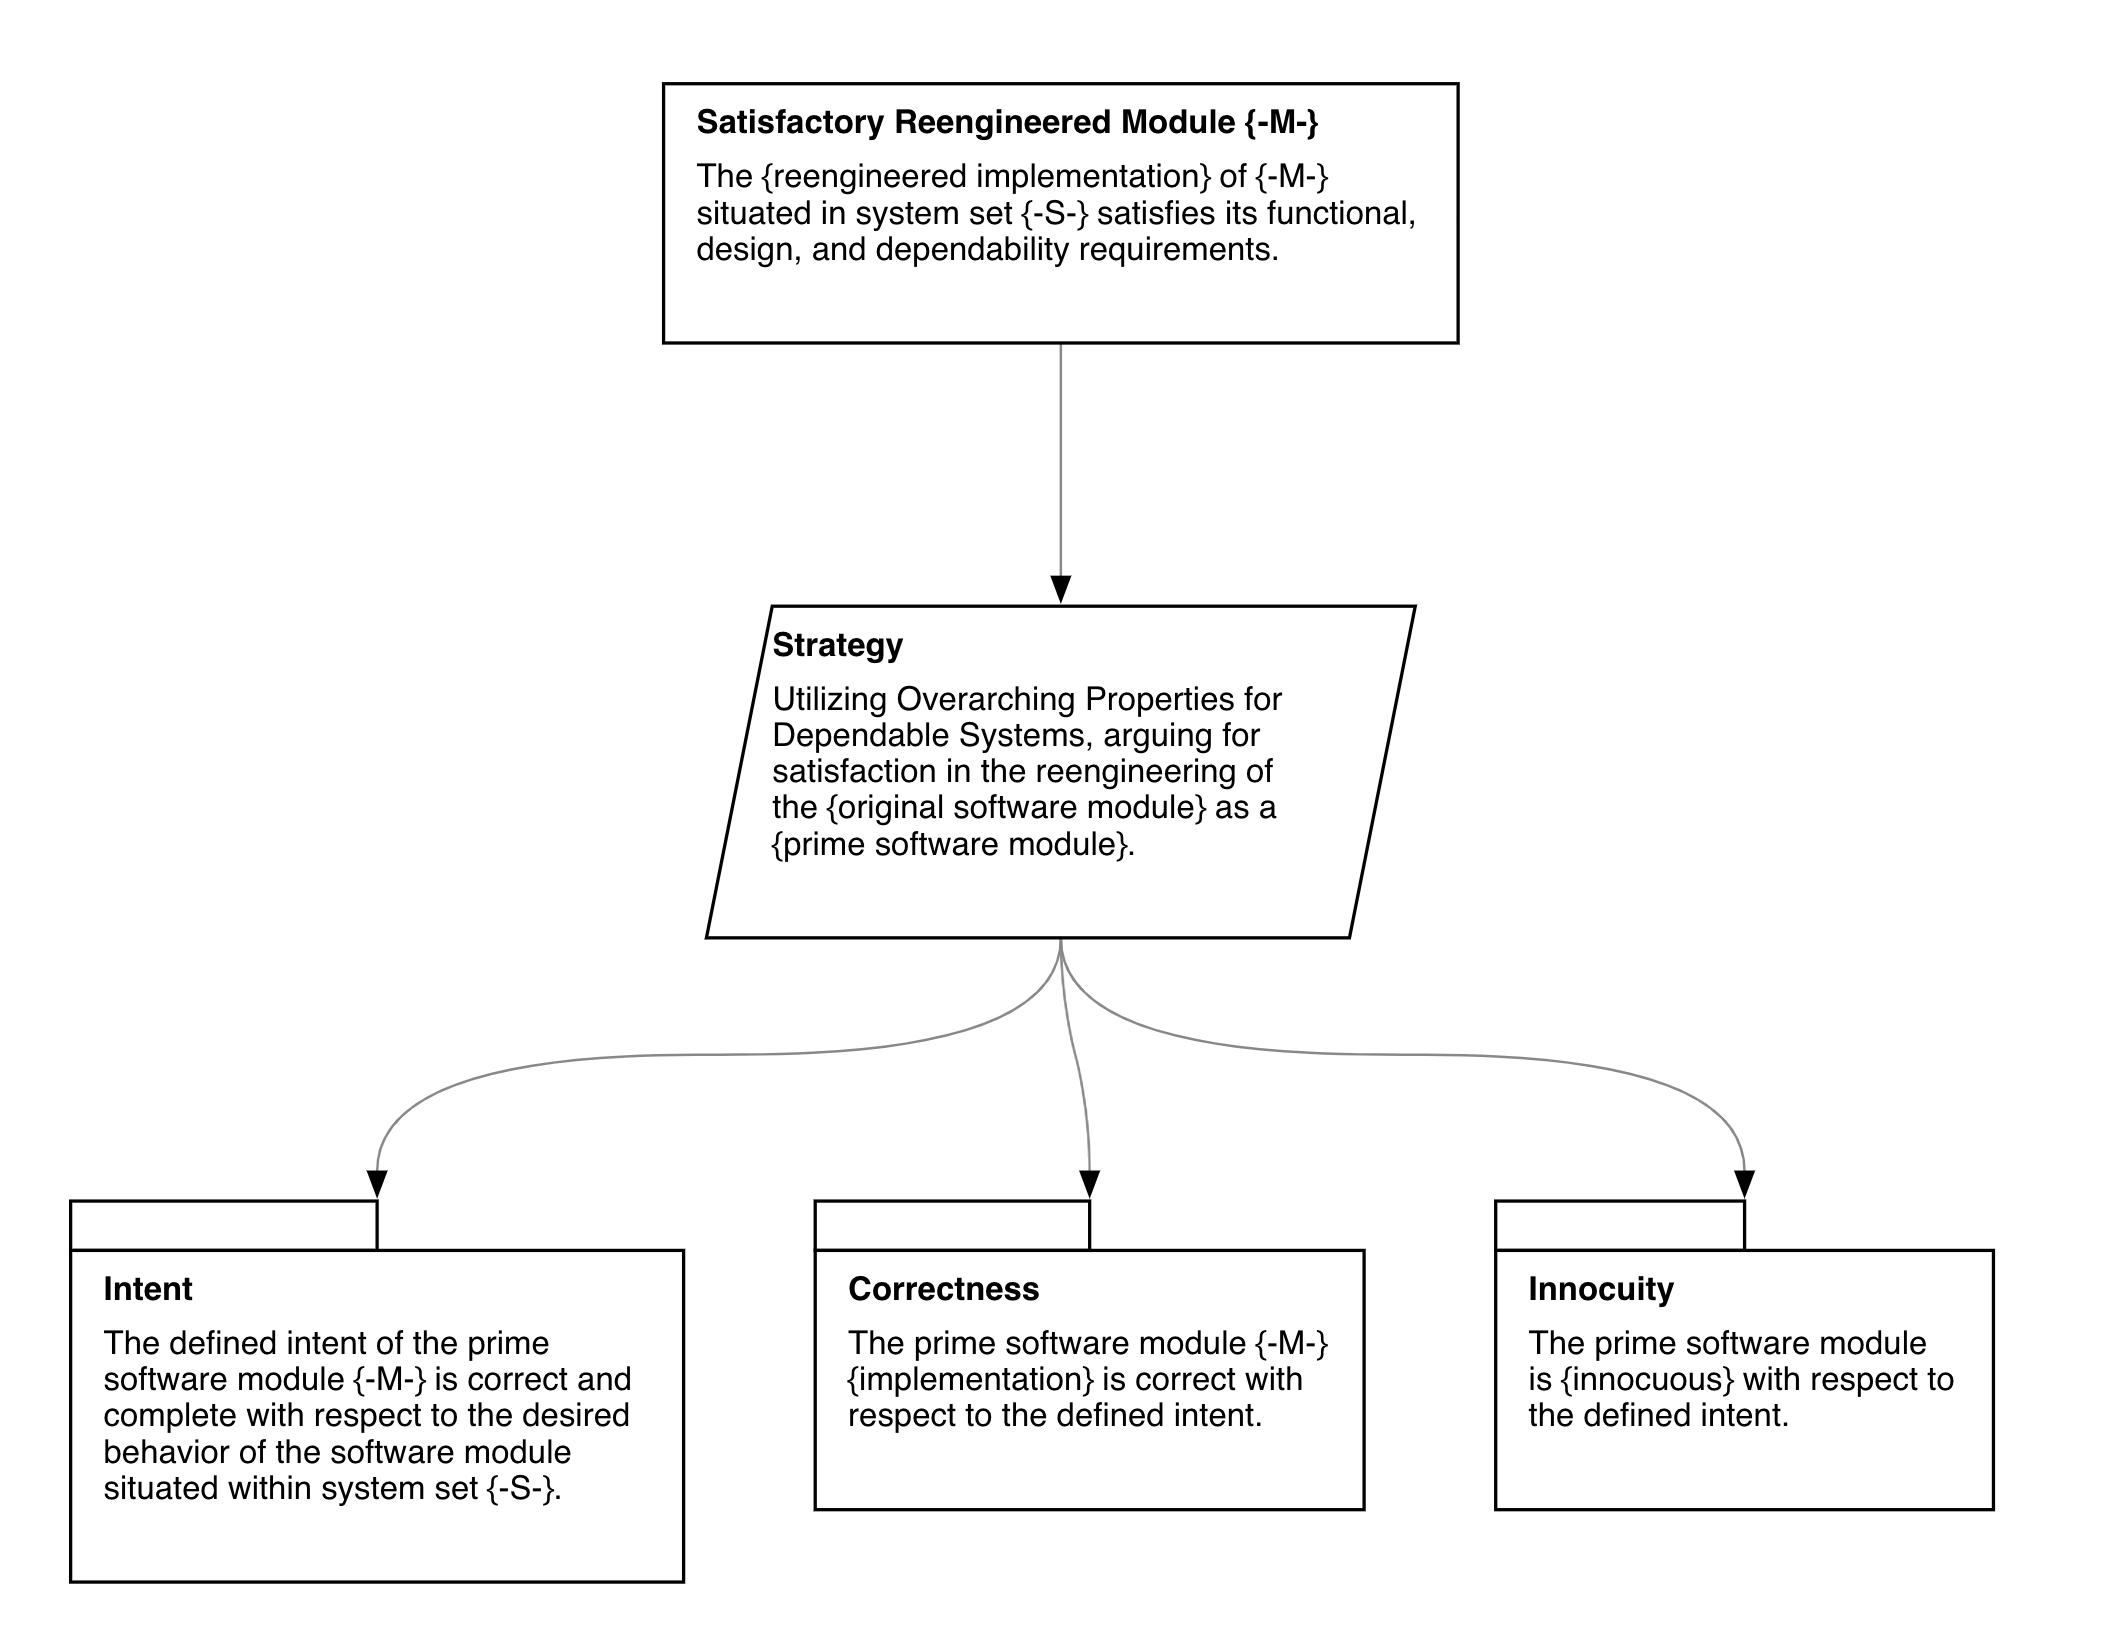 Satisfactory Reengineered Module {-M-}
The {reengineered implementation} of {-M-}
situated in system set {-S-} satisfies its functional,
design, and dependability requirements.
Strategy
Utilizing Overarching Properties for
Dependable Systems, arguing for
satisfaction in the reengineering of
the {original software module} as a
{prime software module}.
Intent
The defined intent of the prime
software module {-M-} is correct and
complete with respect to the desired
behavior of the software module
situated within system set {-S-}.
Correctness
The prime software module {-M-}
{implementation} is correct with
respect to the defined intent.
Innocuity
The prime software module
is {innocuous} with respect to
the defined intent.